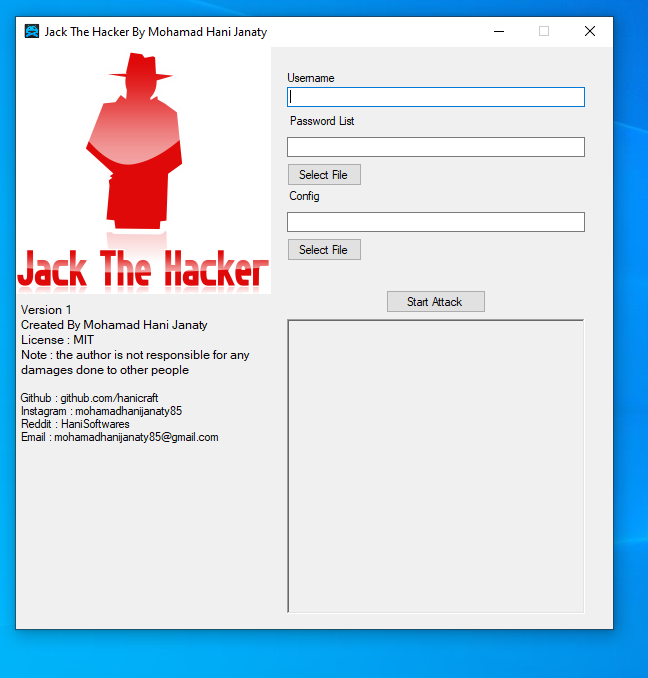 Jack The Hacker By Mohamad Hani Janaty
Jack The Hacker
Version 1
Created By Mohamad Hani Janaty
License : MIT
Note : the author is not responsible for any
damages done to other people
Github : github.com/hanicraft
Instagram : mohamadhanijanaty85
Reddit : HaniSoftwares
Email : mohamadhanijanaty85@gmail.com
Username
Password List
Select File
Config
Select File
Start Attack